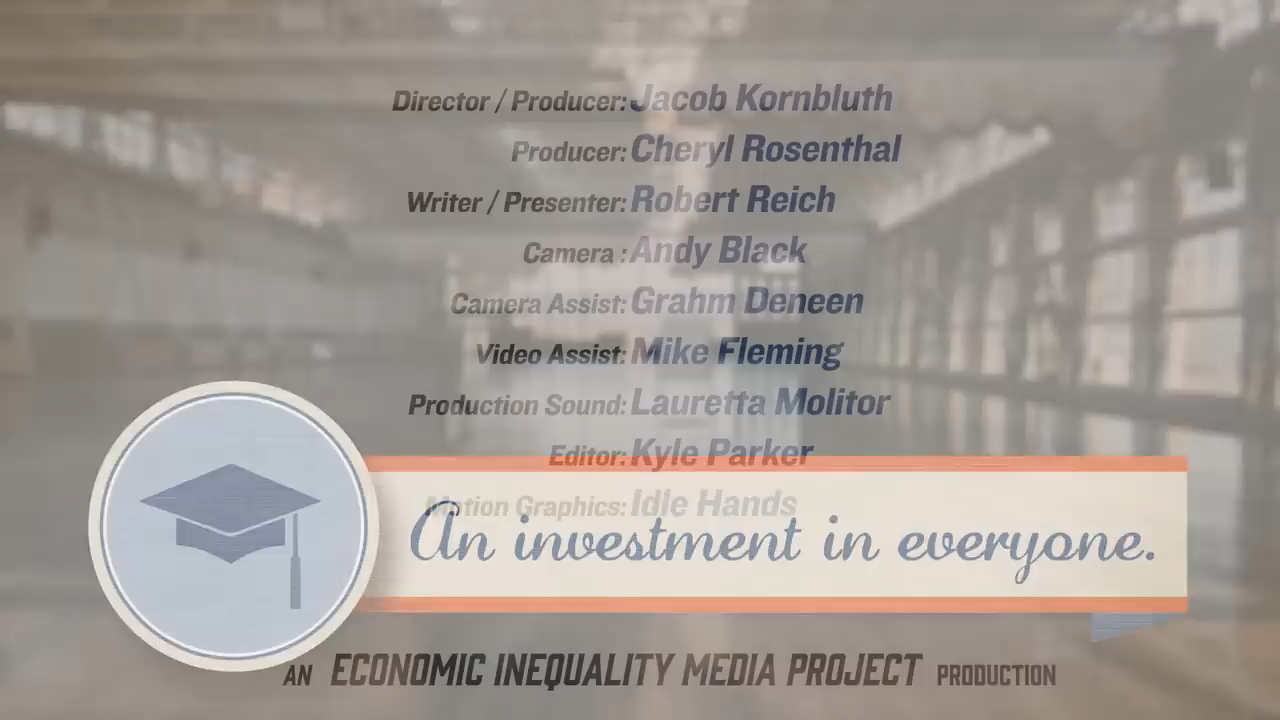 Director / Producer: Jacob Kornbluth
Producer: Cheryl Rosenthal
Writer / Presenter: Robert Reich
Camera : Andy Black
Camera Assist: Grahm Deneen
Video Assist: Mike Fleming
Production Sound: Lauretta Molitor
Editor: Kyle Parker
Motion Graphics: Idle Hands
An investment in everyone.
AN ECONOMIC INEQUALITY MEDIA PROJECT PRODUCTION